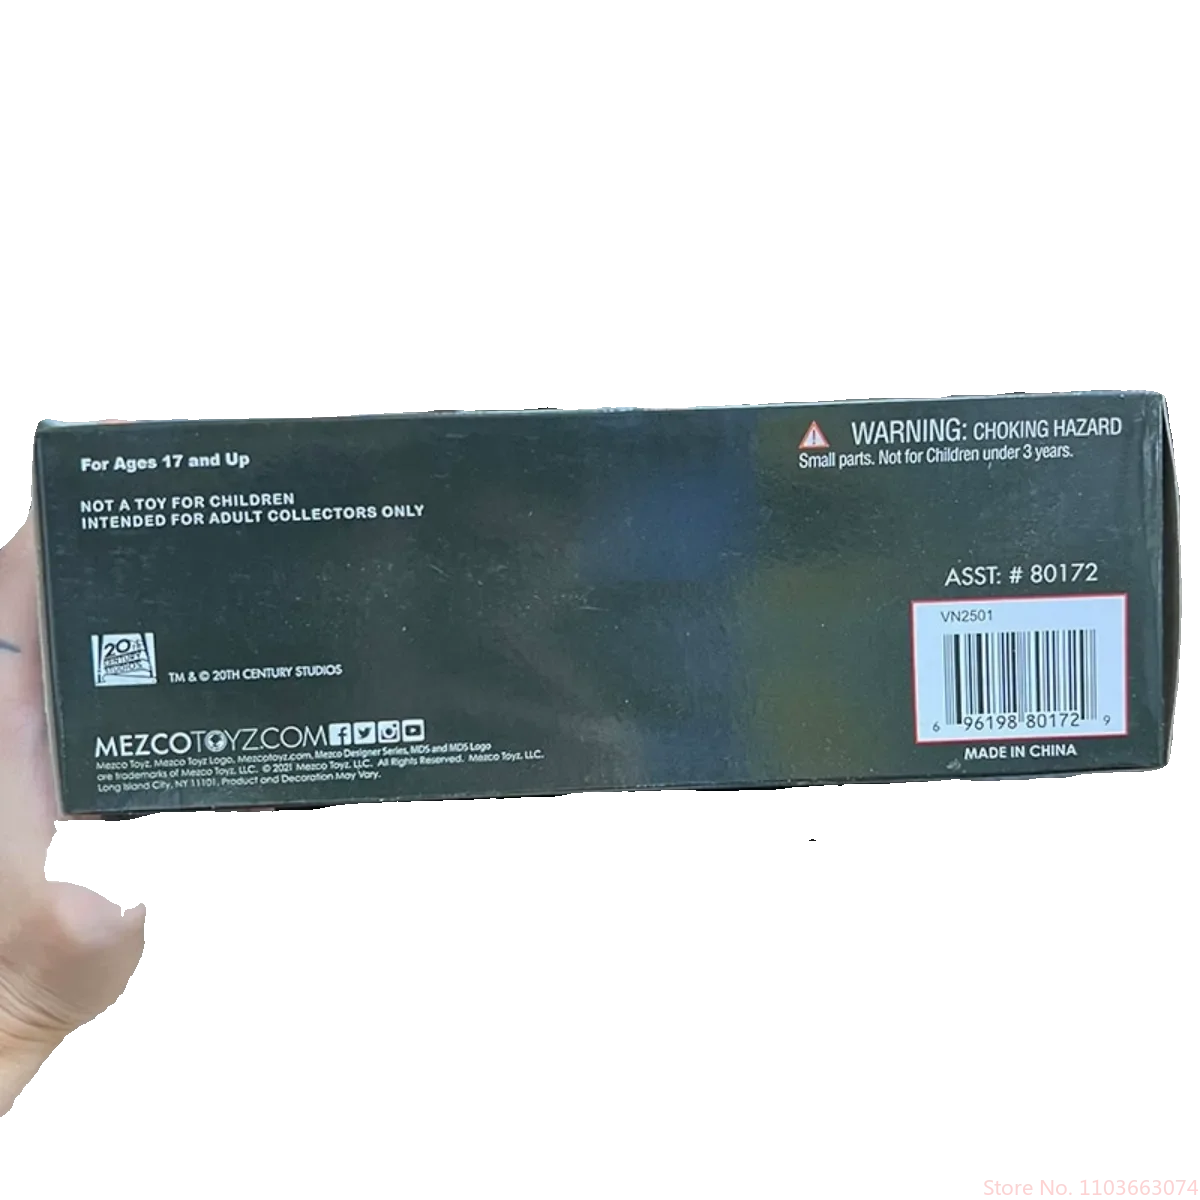 For Ages 17 and Up
NOT A TOY FOR CHILDREN
INTENDED FOR ADULT COLLECTORS ONLY
WARNING: CHOKING HAZARD
Small parts. Not for Children under 3 years.
ASST: # 80172
VN2501
6 96198 80172 9
MADE IN CHINA
20TH
CENTURY
STUDIOS
TM & © 20TH CENTURY STUDIOS
MEZCOTOYZ.COM
Mezco Toyz, Mezco Toyz Logo, Mezcotoyz.com, Mezco Designer Series, MDS and MDS Logo
are trademarks of Mezco Toyz, LLC. © 2021 Mezco Toyz, LLC. All Rights Reserved. Mezco Toyz, LLC.
Long Island City, NY 11101, Product and Decoration May Vary.
Store No. 1103663074